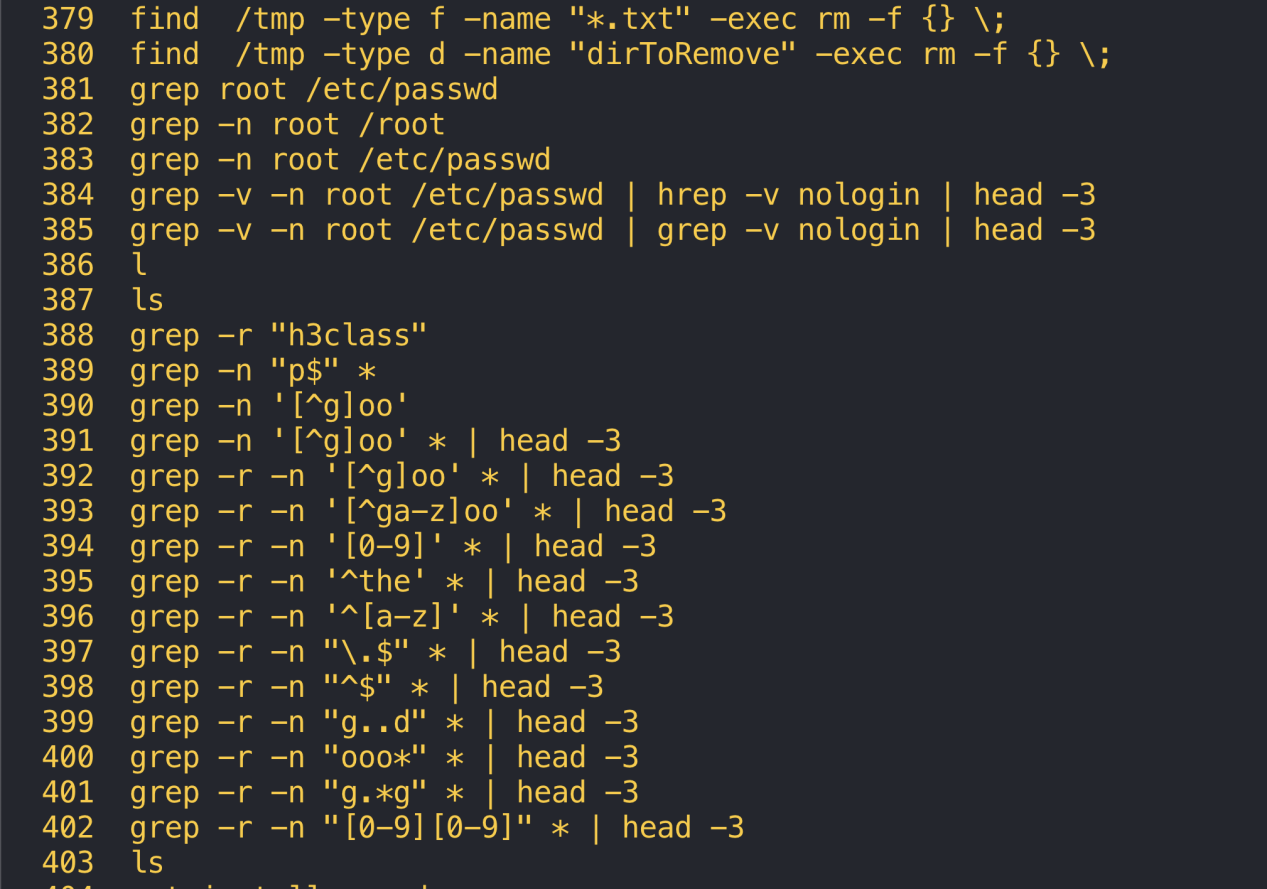 379  find  /tmp -type f -name "*.txt" -exec rm -f {} \;
380  find  /tmp -type d -name "dirToRemove" -exec rm -f {} \;
381  grep root /etc/passwd
382  grep -n root /root
383  grep -n root /etc/passwd
384  grep -v -n root /etc/passwd | hrep -v nologin | head -3
385  grep -v -n root /etc/passwd | grep -v nologin | head -3
386  l
387  ls
388  grep -r "h3class"
389  grep -n "p$" *
390  grep -n '[^g]oo'
391  grep -n '[^g]oo' * | head -3
392  grep -r -n '[^g]oo' * | head -3
393  grep -r -n '[^ga-z]oo' * | head -3
394  grep -r -n '[0-9]' * | head -3
395  grep -r -n '^the' * | head -3
396  grep -r -n '^[a-z]' * | head -3
397  grep -r -n "\.$" * | head -3
398  grep -r -n "^$" * | head -3
399  grep -r -n "g..d" * | head -3
400  grep -r -n "ooo*" * | head -3
401  grep -r -n "g.*g" * | head -3
402  grep -r -n "[0-9][0-9]" * | head -3
403  ls